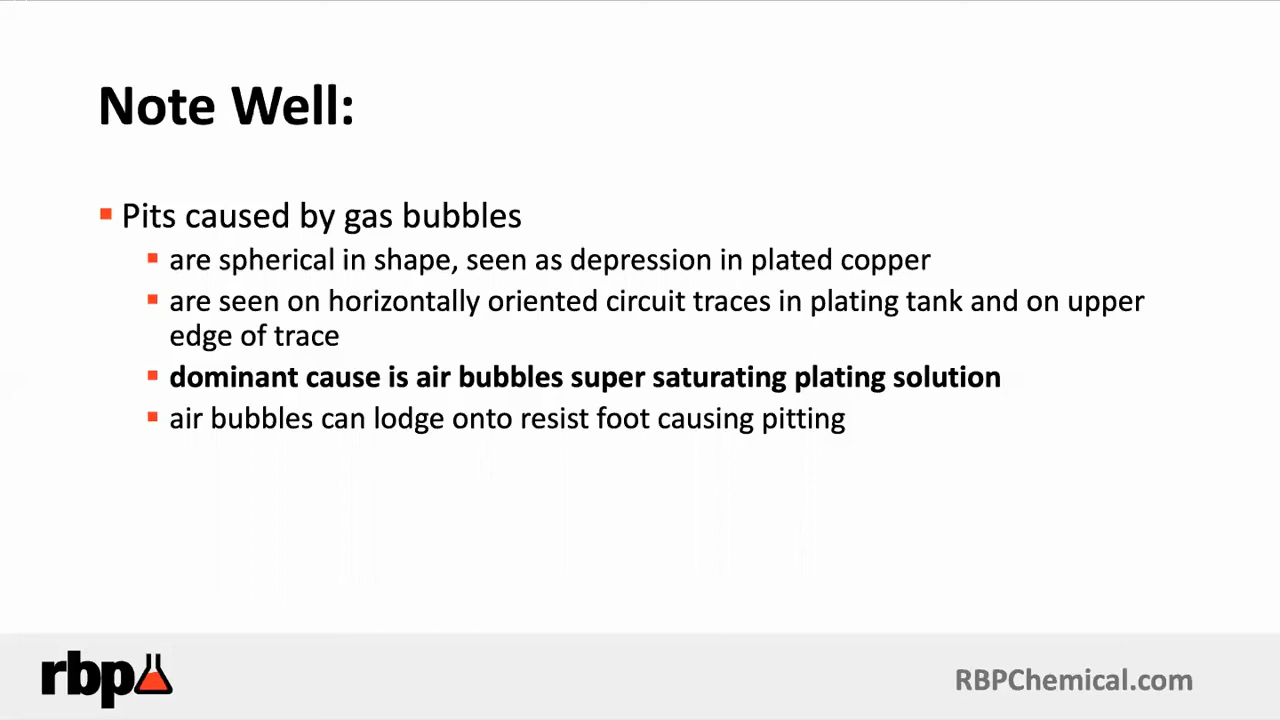 Note Well:
Pits caused by gas bubbles
are spherical in shape, seen as depression in plated copper
are seen on horizontally oriented circuit traces in plating tank and on upper
edge of trace
dominant cause is air bubbles super saturating plating solution
air bubbles can lodge onto resist foot causing pitting
rbp
RBPChemical.com